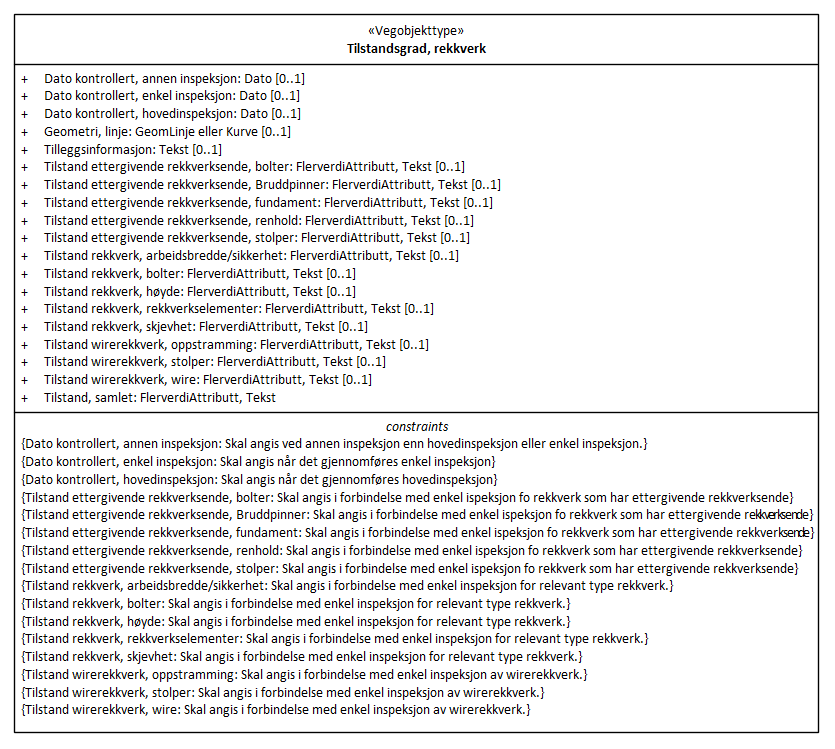 «Vegobjekttype»
Tilstandsgrad, rekkverk
+ Dato kontrollert, annen inspeksjon: Dato [0..1]
+ Dato kontrollert, enkel inspeksjon: Dato [0..1]
+ Dato kontrollert, hovedinspeksjon: Dato [0..1]
+ Geometri, linje: GeomLinje eller Kurve [0..1]
+ Tilleggsinformasjon: Tekst [0..1]
+ Tilstand ettergivende rekkverksende, bolter: FlerverdiAttributt, Tekst [0..1]
+ Tilstand ettergivende rekkverksende, Bruddpinner: FlerverdiAttributt, Tekst [0..1]
+ Tilstand ettergivende rekkverksende, fundament: FlerverdiAttributt, Tekst [0..1]
+ Tilstand ettergivende rekkverksende, renhold: FlerverdiAttributt, Tekst [0..1]
+ Tilstand ettergivende rekkverksende, stolper: FlerverdiAttributt, Tekst [0..1]
+ Tilstand rekkverk, arbeidsbredde/sikkerhet: FlerverdiAttributt, Tekst [0..1]
+ Tilstand rekkverk, bolter: FlerverdiAttributt, Tekst [0..1]
+ Tilstand rekkverk, høyde: FlerverdiAttributt, Tekst [0..1]
+ Tilstand rekkverk, rekkverkselementer: FlerverdiAttributt, Tekst [0..1]
+ Tilstand rekkverk, skjevhet: FlerverdiAttributt, Tekst [0..1]
+ Tilstand wirerekkverk, oppstramming: FlerverdiAttributt, Tekst [0..1]
+ Tilstand wirerekkverk, stolper: FlerverdiAttributt, Tekst [0..1]
+ Tilstand wirerekkverk, wire: FlerverdiAttributt, Tekst [0..1]
+ Tilstand, samlet: FlerverdiAttributt, Tekst
constraints
{Dato kontrollert, annen inspeksjon: Skal angis ved annen inspeksjon enn hovedinspeksjon eller enkel inspeksjon.}
{Dato kontrollert, enkel inspeksjon: Skal angis når det gjennomføres enkel inspeksjon}
{Dato kontrollert, hovedinspeksjon: Skal angis når det gjennomføres hovedinspeksjon}
{Tilstand ettergivende rekkverksende, bolter: Skal angis i forbindelse med enkel ispeksjon fo rekkverk som har ettergivende rekkverksende}
{Tilstand ettergivende rekkverksende, Bruddpinner: Skal angis i forbindelse med enkel ispeksjon fo rekkverk som har ettergivende rekkverksende}
{Tilstand ettergivende rekkverksende, fundament: Skal angis i forbindelse med enkel ispeksjon fo rekkverk som har ettergivende rekkverksende}
{Tilstand ettergivende rekkverksende, renhold: Skal angis i forbindelse med enkel ispeksjon fo rekkverk som har ettergivende rekkverksende}
{Tilstand ettergivende rekkverksende, stolper: Skal angis i forbindelse med enkel ispeksjon fo rekkverk som har ettergivende rekkverksende}
{Tilstand rekkverk, arbeidsbredde/sikkerhet: Skal angis i forbindelse med enkel inspeksjon for relevant type rekkverk.}
{Tilstand rekkverk, bolter: Skal angis i forbindelse med enkel inspeksjon for relevant type rekkverk.}
{Tilstand rekkverk, høyde: Skal angis i forbindelse med enkel inspeksjon for relevant type rekkverk.}
{Tilstand rekkverk, rekkverkselementer: Skal angis i forbindelse med enkel inspeksjon for relevant type rekkverk.}
{Tilstand rekkverk, skjevhet: Skal angis i forbindelse med enkel inspeksjon for relevant type rekkverk.}
{Tilstand wirerekkverk, oppstramming: Skal angis i forbindelse med enkel inspeksjon av wirerekkverk.}
{Tilstand wirerekkverk, stolper: Skal angis i forbindelse med enkel inspeksjon av wirerekkverk.}
{Tilstand wirerekkverk, wire: Skal angis i forbindelse med enkel inspeksjon av wirerekkverk.}